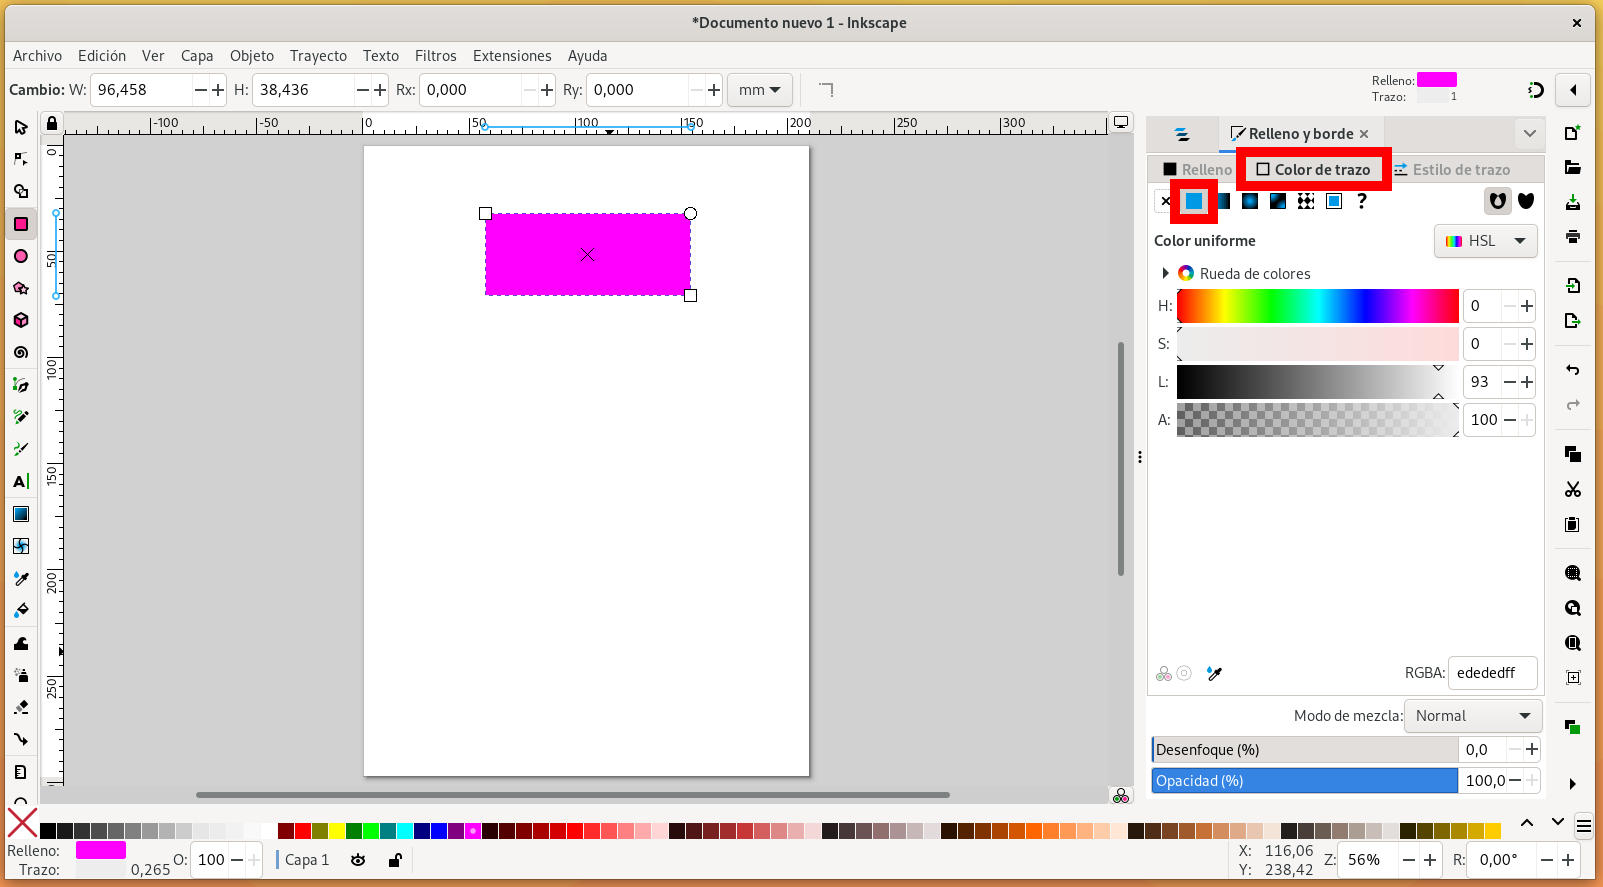 *Documento nuevo 1 - Inkscape
Archivo Edición Ver Capa Objeto Trayecto Texto Filtros Extensiones Ayuda
Cambio: W: 96,458 H: 38,436 Rx: 0,000 Ry: 0,000 mm
Relleno:
Trazo: 1
-100 -50 0 50 100 150 200 250 300
0
50
100
150
200
250
Relleno y borde
Relleno Color de trazo Estilo de trazo
Color uniforme HSL
Rueda de colores
H: 0
S: 0
L: 93
A: 100
RGBA: edededff
Modo de mezcla: Normal
Desenfoque (%) 0,0
Opacidad (%) 100,0
Relleno:
Trazo: 0,265
O: 100
Capa 1
X: 116,06
Y: 238,42
Z: 56%
R: 0,00°